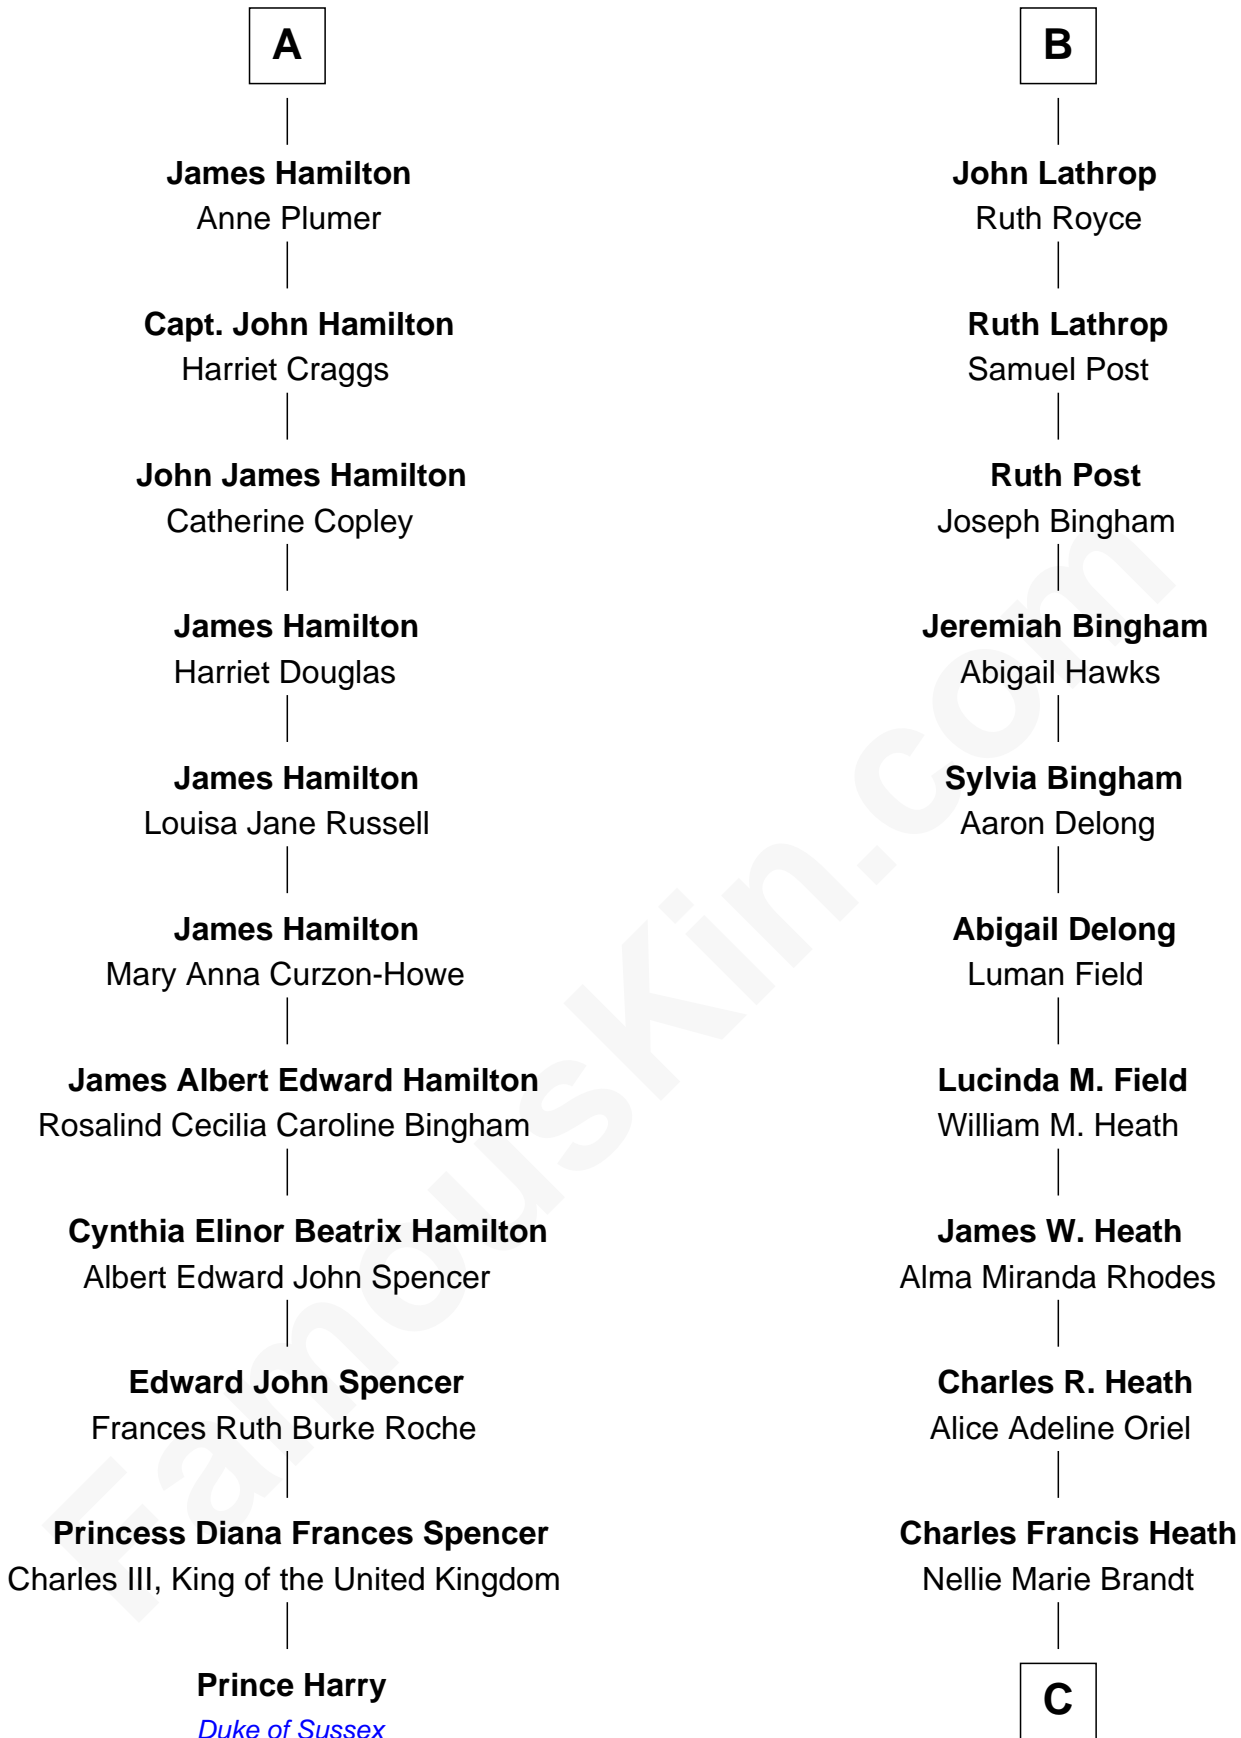 A
James Hamilton
Anne Plumer
Capt. John Hamilton
Harriet Craggs
John James Hamilton
Catherine Copley
James Hamilton
Harriet Douglas
James Hamilton
Louisa Jane Russell
James Hamilton
Mary Anna Curzon-Howe
James Albert Edward Hamilton
Rosalind Cecilia Caroline Bingham
Cynthia Elinor Beatrix Hamilton
Albert Edward John Spencer
Edward John Spencer
Frances Ruth Burke Roche
Princess Diana Frances Spencer
Charles III, King of the United Kingdom
Prince Harry
Duke of Sussex
B
John Lathrop
Ruth Royce
Ruth Lathrop
Samuel Post
Ruth Post
Joseph Bingham
Jeremiah Bingham
Abigail Hawks
Sylvia Bingham
Aaron Delong
Abigail Delong
Luman Field
Lucinda M. Field
William M. Heath
James W. Heath
Alma Miranda Rhodes
Charles R. Heath
Alice Adeline Oriel
Charles Francis Heath
Nellie Marie Brandt
C
FamousKin.com